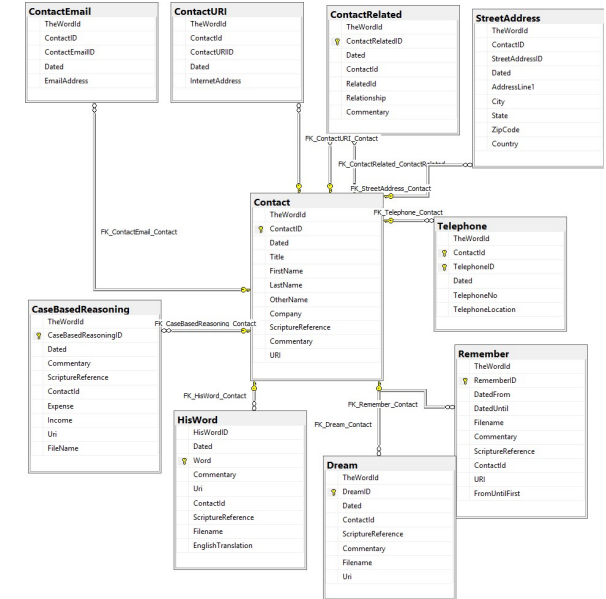 ContactEmail
TheWordId
ContactID
ContactEmailID
Dated
EmailAddress
ContactURI
TheWordId
ContactId
ContactURIID
Dated
InternetAddress
ContactRelated
TheWordId
ContactRelatedID
Dated
ContactId
RelatedId
Relationship
Commentary
StreetAddress
TheWordId
ContactID
StreetAddressID
Dated
AddressLine1
City
State
ZipCode
Country
FK_ContactURI_Contact
FK_ContactRelated_ContactRelated
FK_StreetAddress_Contact
FK_Telephone_Contact
FK_ContactEmail_Contact
Contact
TheWordId
ContactID
Dated
Title
FirstName
LastName
OtherName
Company
ScriptureReference
Commentary
URI
Telephone
TheWordId
ContactId
TelephoneID
Dated
TelephoneNo
TelephoneLocation
CaseBasedReasoning
TheWordId
CaseBasedReasoningID
Dated
Commentary
ScriptureReference
ContactId
Expense
Income
Uri
FileName
FK_CaseBasedReasoning_Contact
FK_HisWord_Contact
FK_Remember_Contact
FK_Dream_Contact
Remember
TheWordId
RememberID
DatedFrom
DatedUntil
Filename
Commentary
ScriptureReference
ContactId
URI
FromUntilFirst
HisWord
HisWordID
Dated
Word
Commentary
Uri
ContactId
ScriptureReference
Filename
EnglishTranslation
Dream
TheWordId
DreamID
Dated
ContactId
ScriptureReference
Commentary
Filename
Uri